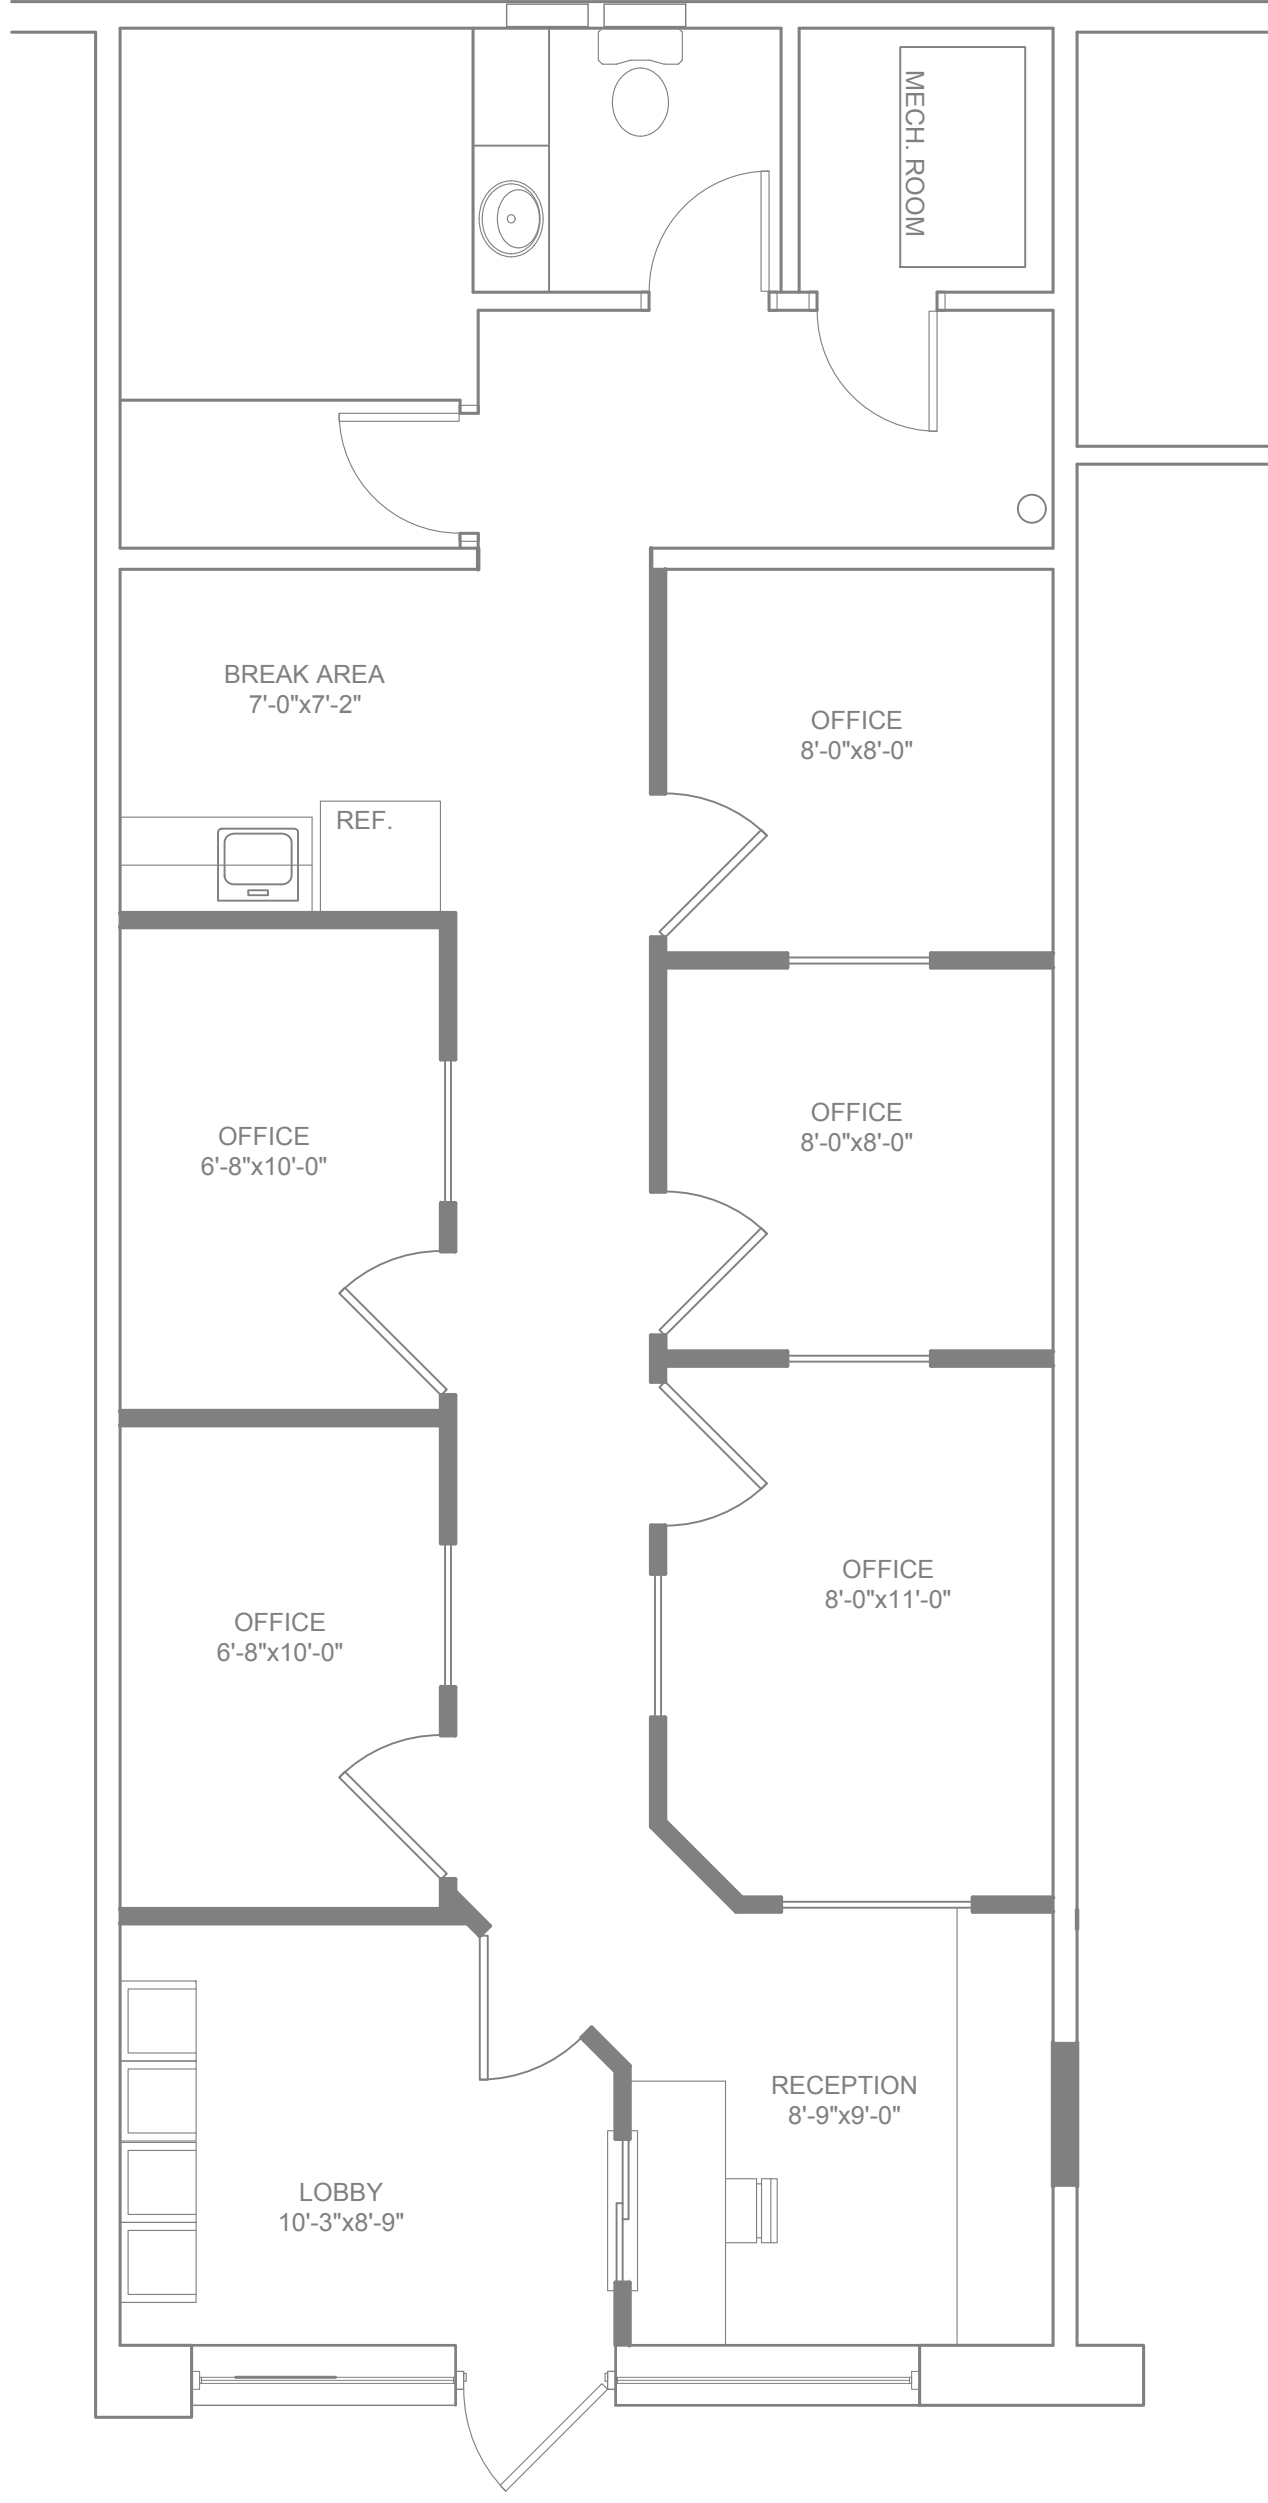 MECH. ROOM
BREAK AREA
7'-0"x7'-2"
OFFICE
8'-0"x8'-0"
REF.
OFFICE
8'-0"x8'-0"
OFFICE
6'-8"x10'-0"
OFFICE
8'-0"x11'-0"
OFFICE
6'-8"x10'-0"
RECEPTION
8'-9"x9'-0"
LOBBY
10'-3"x8'-9"